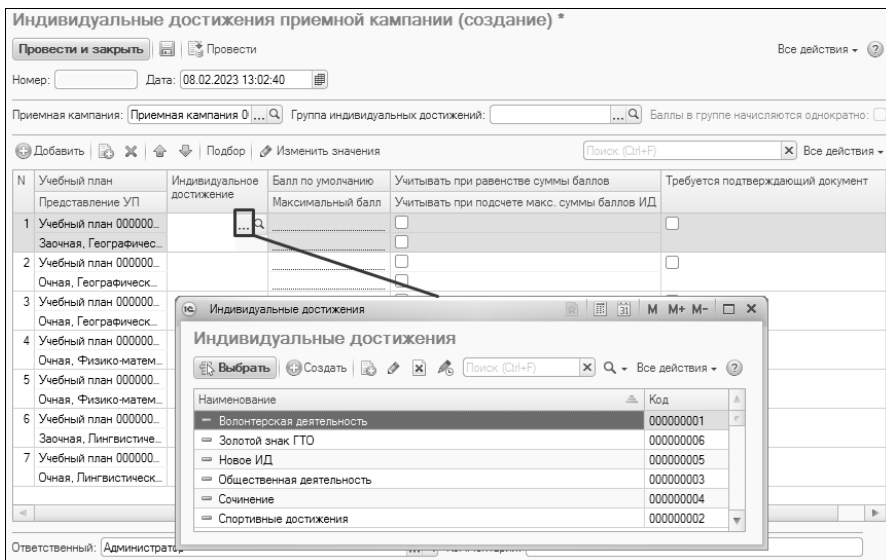 Индивидуальные достижения приемной кампании (создание) *
Провести и закрыть Провести Все действия ?
Номер: Дата: 08.02.2023 13:02:40
Приемная кампания: Приемная кампания 0 ... Группа индивидуальных достижений: ... Баллы в группе начисляются однократно:
Добавить Подбор Изменить значения Поиск (Ctrl+F) Все действия
N Учебный план Индивидуальное достижение Балл по умолчанию Учитывать при равенстве суммы баллов Требуется подтверждающий документ
Представление УП Максимальный балл Учитывать при подсчете макс. суммы баллов ИД
1 Учебный план 000000...
Заочная, Географичес...
2 Учебный план 000000...
Очная, Географическ...
3 Учебный план 000000...
Очная, Географическ...
4 Учебный план 000000...
Очная, Физико-матем...
5 Учебный план 000000...
Очная, Физико-матем...
6 Учебный план 000000...
Заочная, Лингвистиче...
7 Учебный план 000000...
Очная, Лингвистическ...
Индивидуальные достижения M M+ M-
Индивидуальные достижения
Выбрать Создать Поиск (Ctrl+F) Все действия ?
Наименование Код
Волонтерская деятельность 000000001
Золотой знак ГТО 000000006
Новое ИД 000000005
Общественная деятельность 000000003
Сочинение 000000004
Спортивные достижения 000000002
Ответственный: Администратор